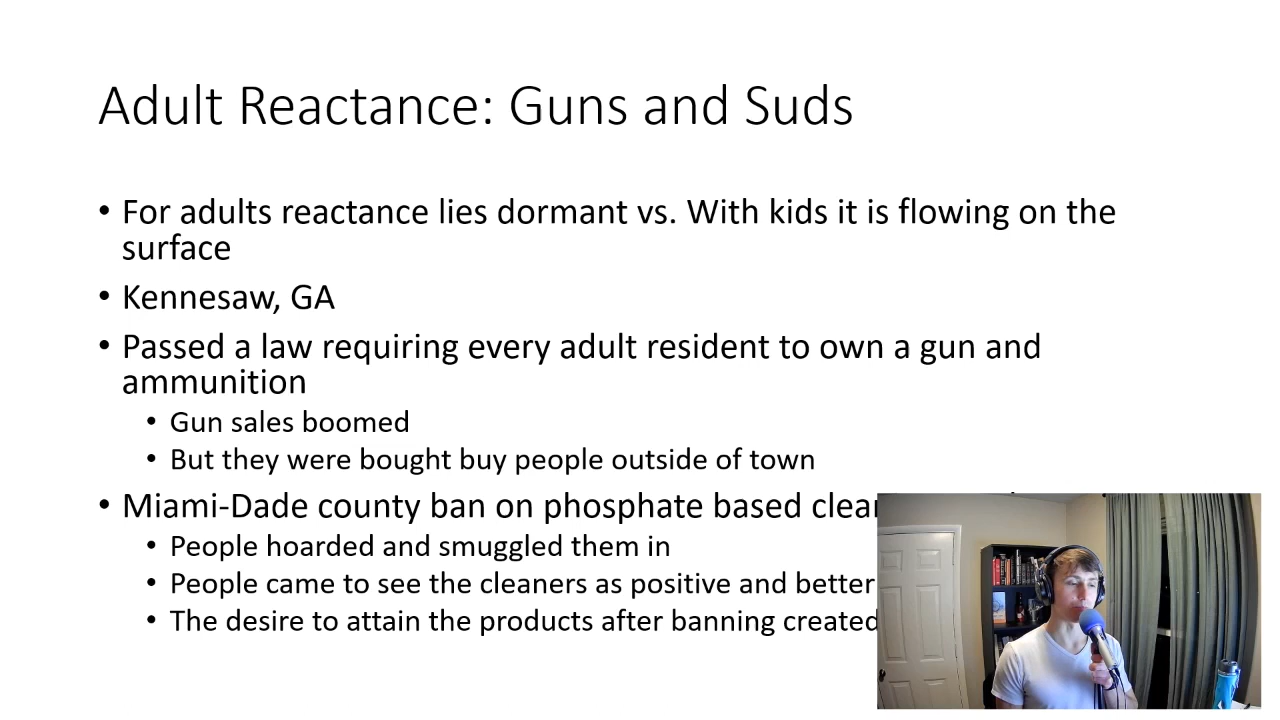 Adult Reactance: Guns and Suds
• For adults reactance lies dormant vs. With kids it is flowing on the
surface
• Kennesaw, GA
• Passed a law requiring every adult resident to own a gun and
ammunition
• Gun sales boomed
• But they were bought buy people outside of town
• Miami-Dade county ban on phosphate based
• People hoarded and smuggled them in
• People came to see the cleaners as positive and better
• The desire to attain the products after banning created